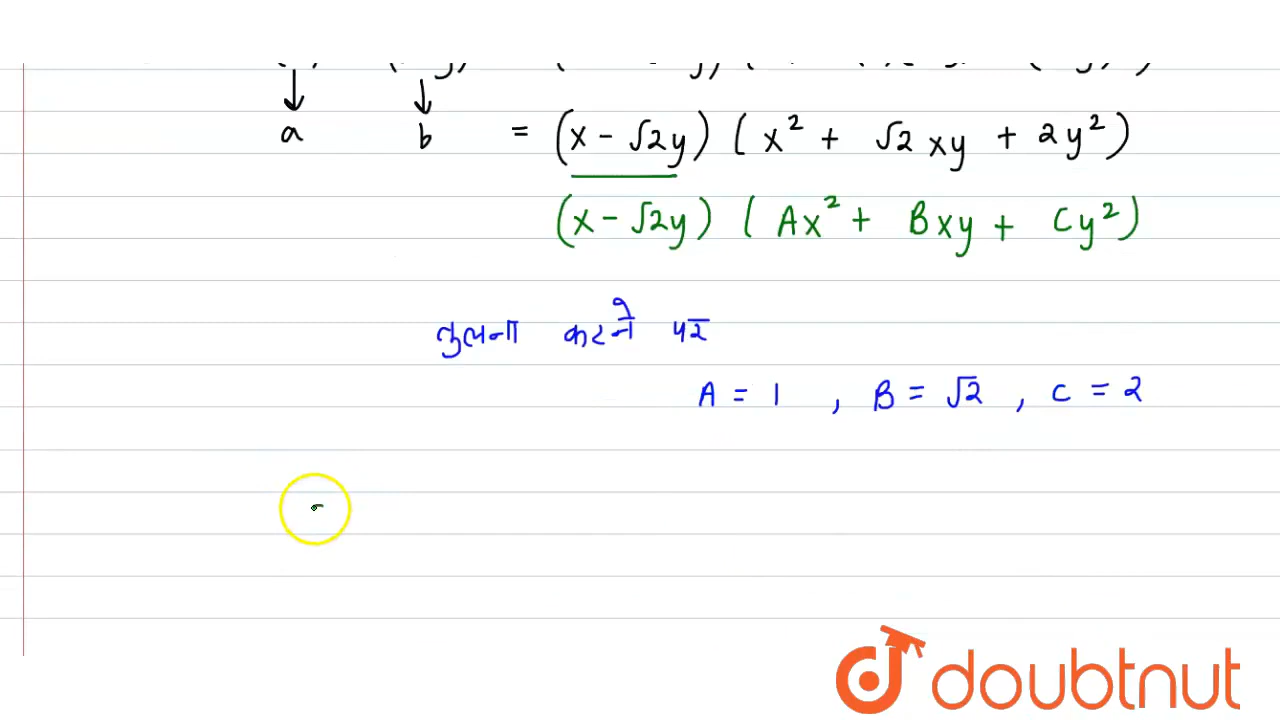 a b = (x - √2y) (x² + √2 xy + 2y²)
(x - √2y) (Ax² + Bxy + Cy²)
तुलना करने पर
A = 1 , B = √2 , C = 2
doubtnut